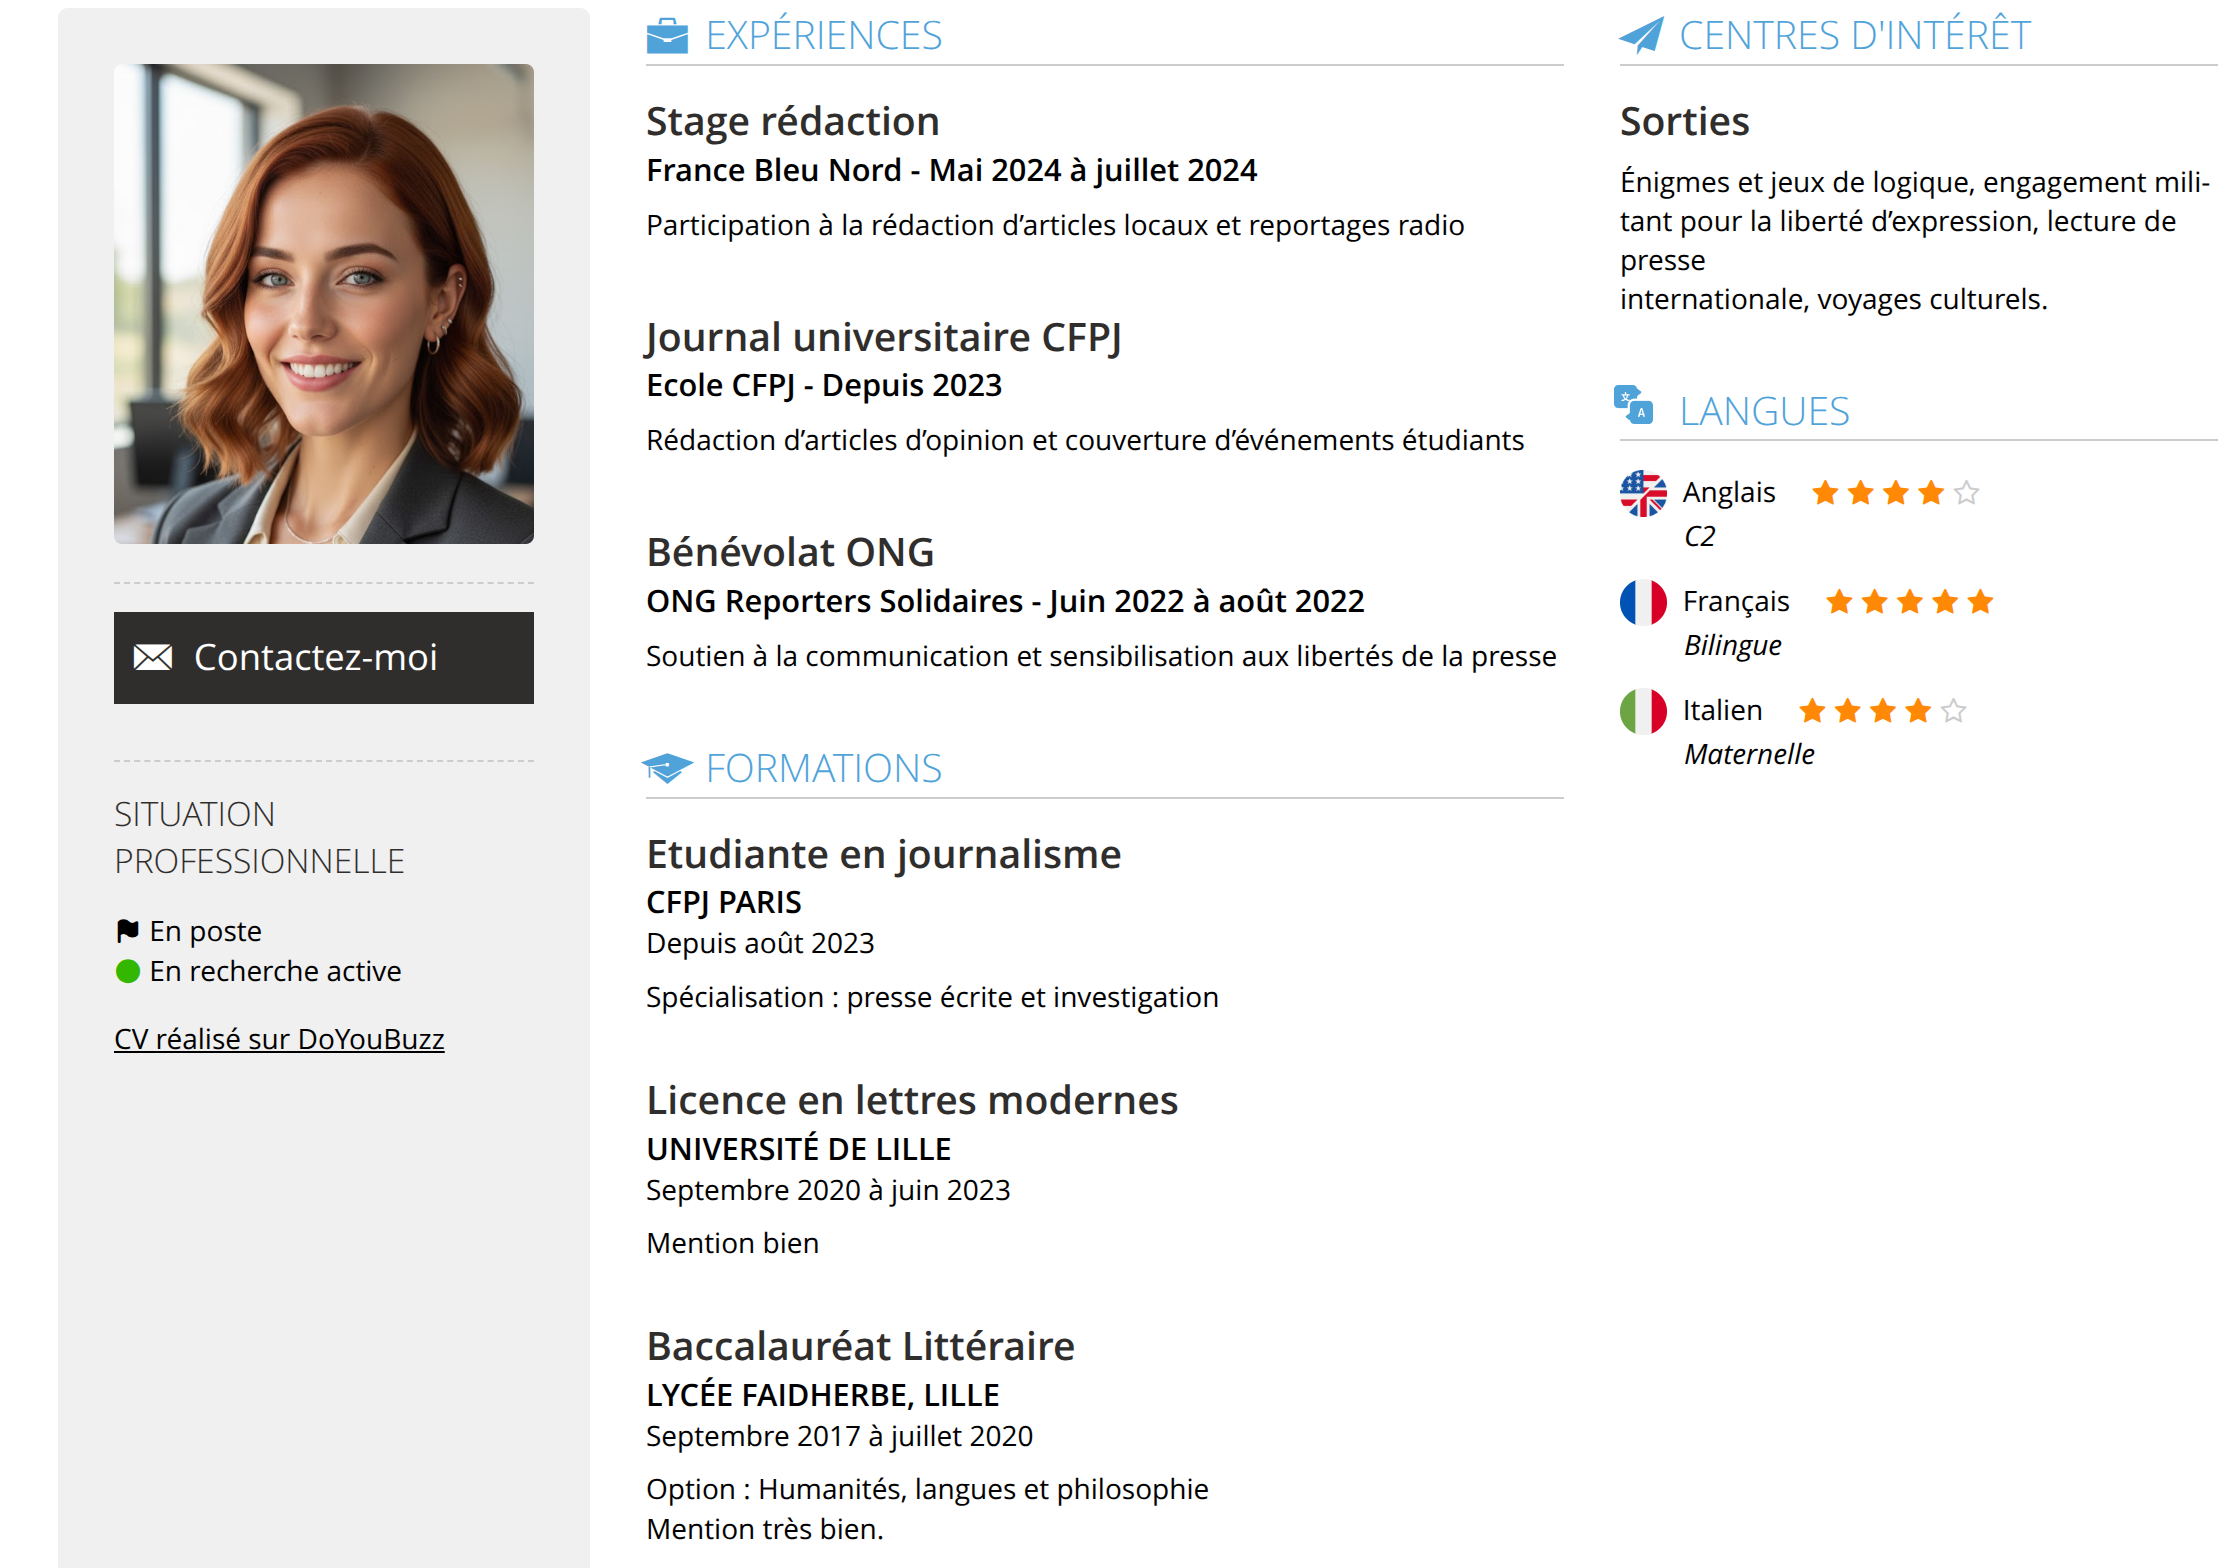 Contactez-moi
SITUATION
PROFESSIONNELLE
En poste
En recherche active
CV réalisé sur DoYouBuzz
EXPÉRIENCES
Stage rédaction
France Bleu Nord - Mai 2024 à juillet 2024
Participation à la rédaction d’articles locaux et reportages radio
Journal universitaire CFPJ
Ecole CFPJ - Depuis 2023
Rédaction d’articles d’opinion et couverture d’événements étudiants
Bénévolat ONG
ONG Reporters Solidaires - Juin 2022 à août 2022
Soutien à la communication et sensibilisation aux libertés de la presse
FORMATIONS
Etudiante en journalisme
CFPJ PARIS
Depuis août 2023
Spécialisation : presse écrite et investigation
Licence en lettres modernes
UNIVERSITÉ DE LILLE
Septembre 2020 à juin 2023
Mention bien
Baccalauréat Littéraire
LYCÉE FAIDHERBE, LILLE
Septembre 2017 à juillet 2020
Option : Humanités, langues et philosophie
Mention très bien.
CENTRES D'INTÉRÊT
Sorties
Énigmes et jeux de logique, engagement mili-
tant pour la liberté d’expression, lecture de
presse
internationale, voyages culturels.
LANGUES
Anglais
C2
Français
Bilingue
Italien
Maternelle